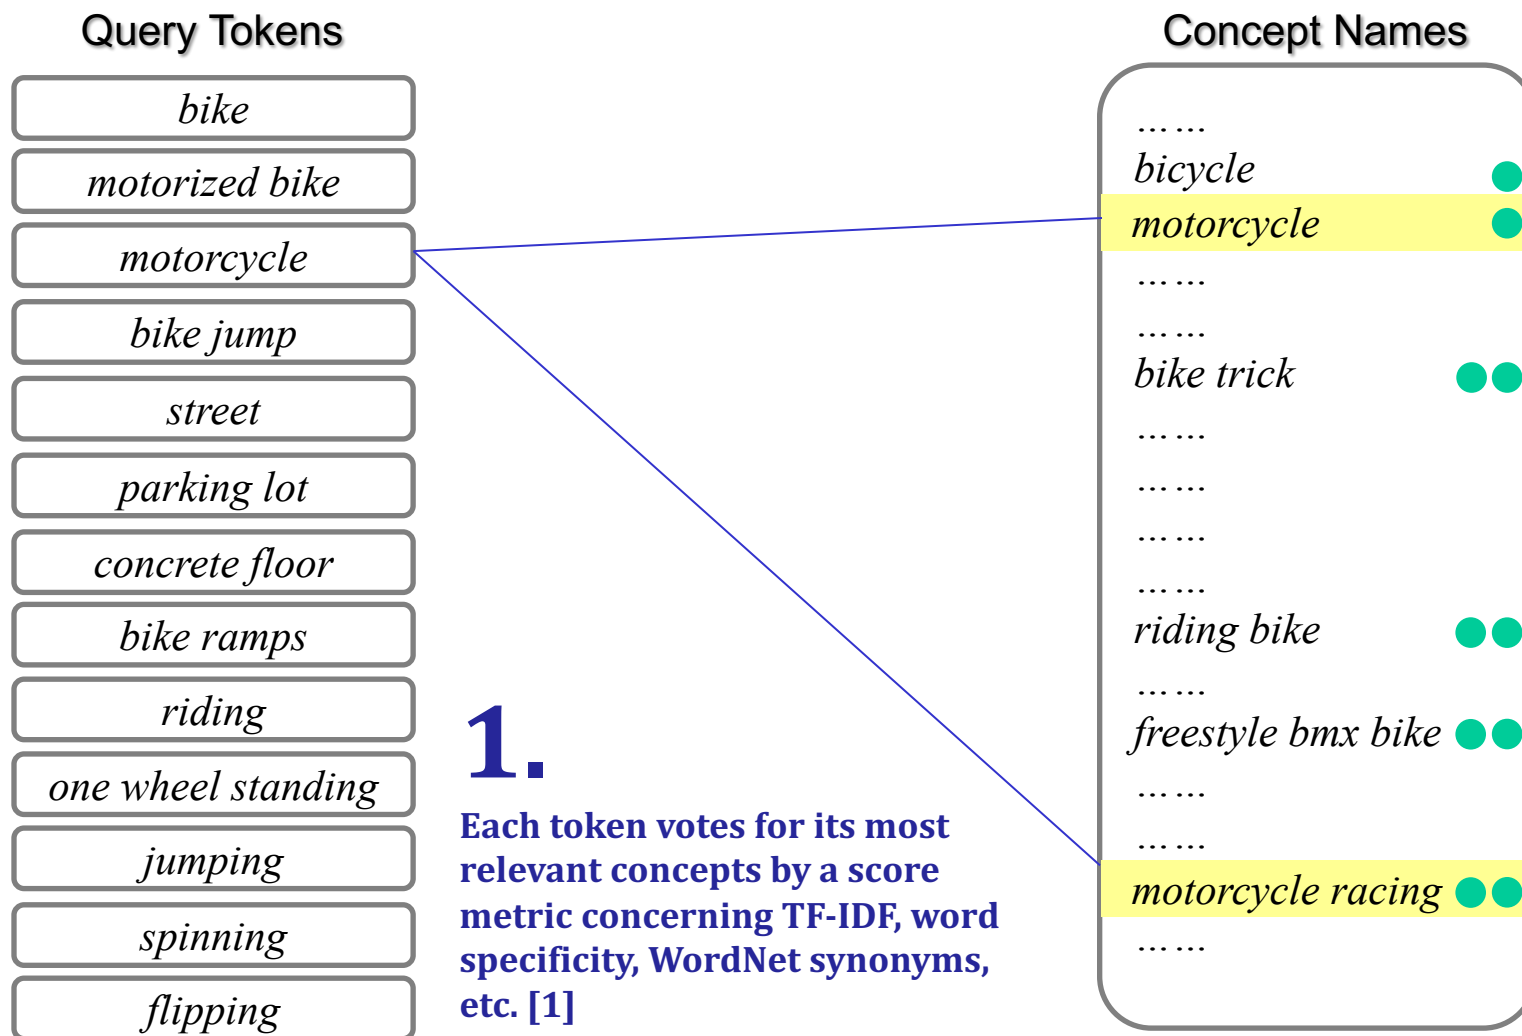 Query Tokens
bike
motorized bike
motorcycle
bike jump
street
parking lot
concrete floor
bike ramps
riding
one wheel standing
jumping
spinning
flipping
1.
Each token votes for its most
relevant concepts by a score
metric concerning TF-IDF, word
specificity, WordNet synonyms,
etc. [1]
Concept Names
……
bicycle
motorcycle
……
……
bike trick
……
……
……
……
riding bike
……
freestyle bmx bike
……
……
motorcycle racing
……